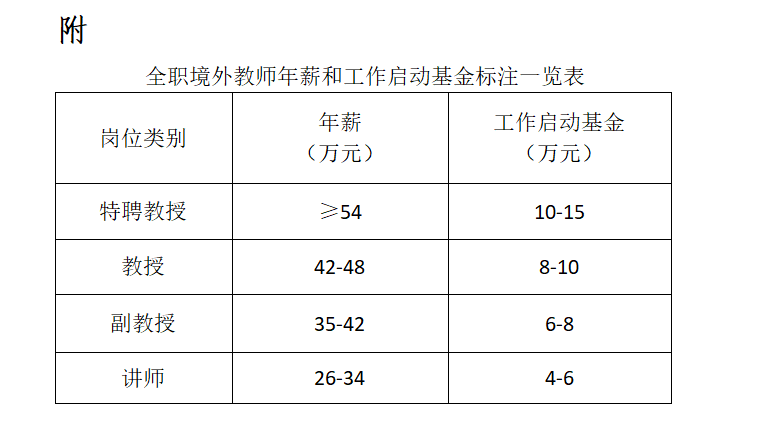 附
全职境外教师年薪和工作启动基金标注一览表
岗位类别 年薪 工作启动基金
（万元） （万元）
特聘教授 ≥54 10-15
教授 42-48 8-10
副教授 35-42 6-8
讲师 26-34 4-6